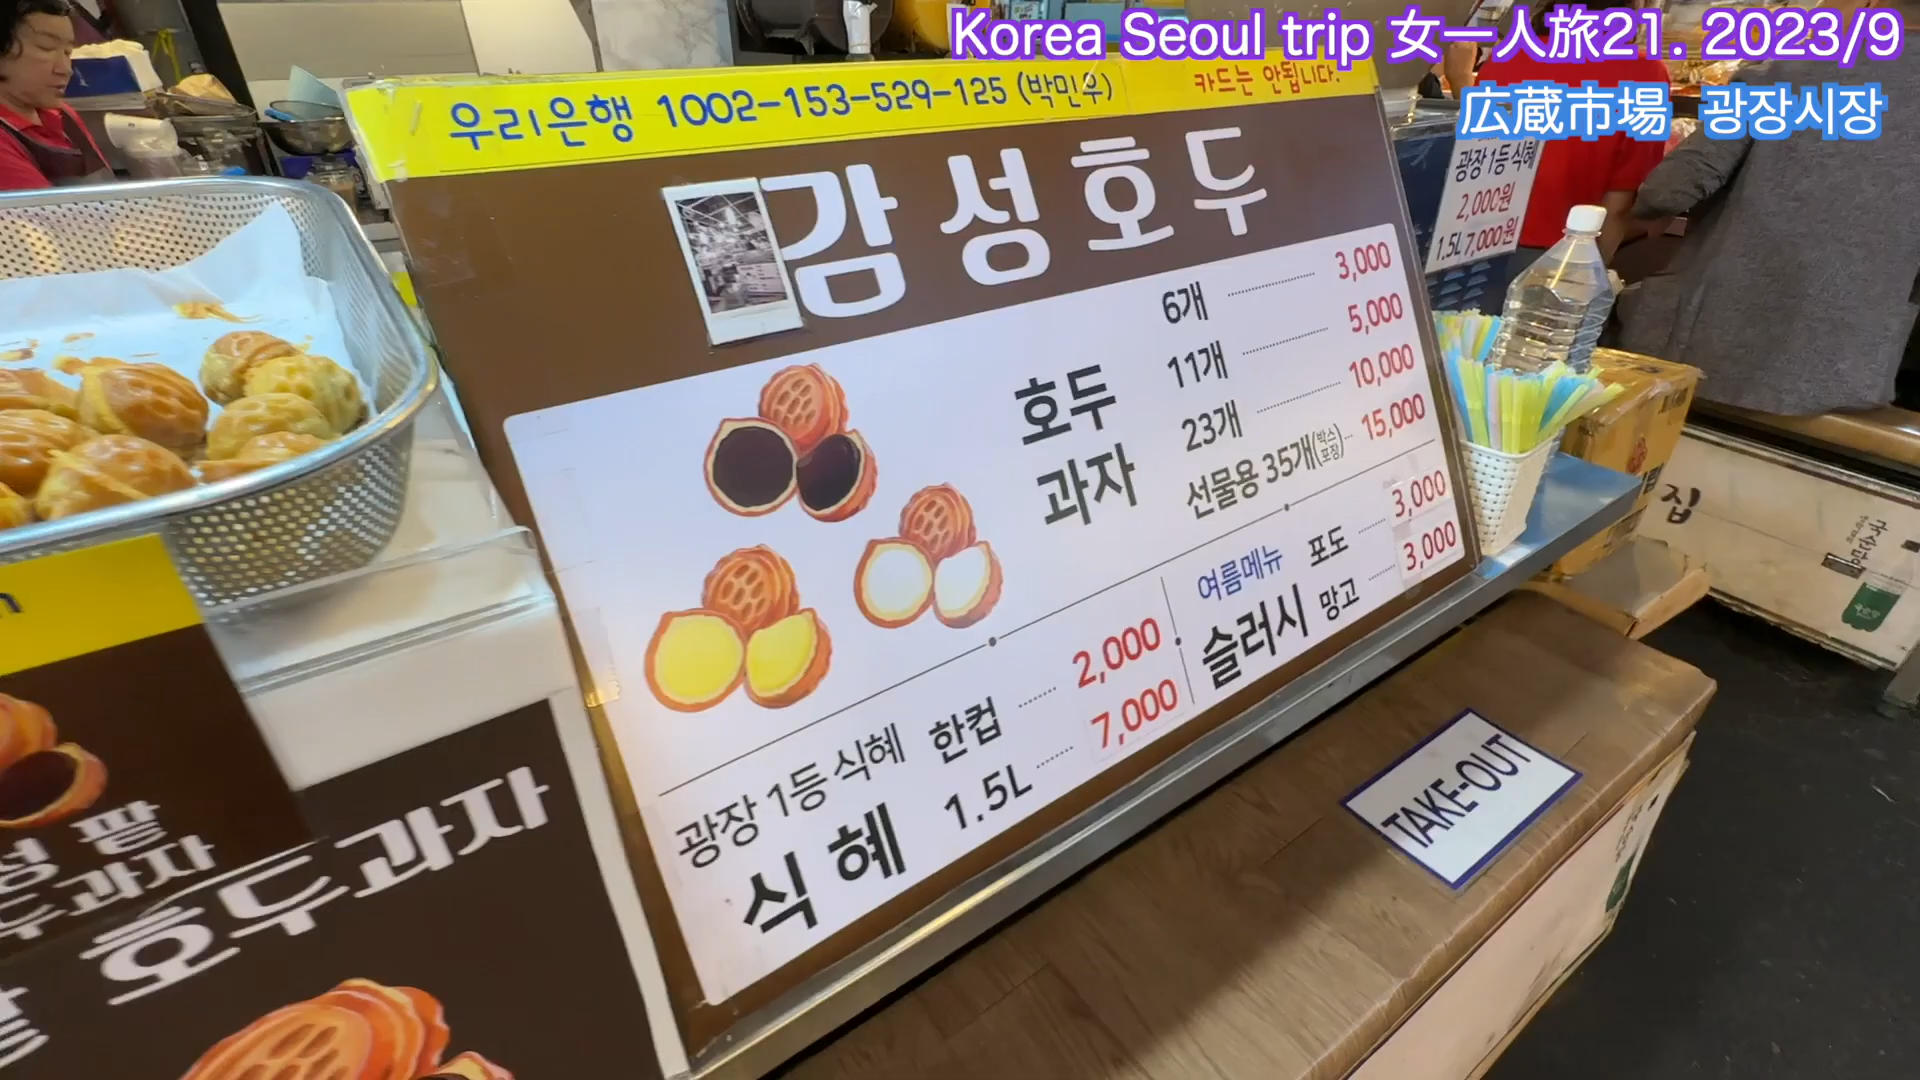 Korea Seoul trip 女一人旅21. 2023/9
広蔵市場 광장시장
우리은행 1002-153-529-125 (박민우)
카드는 안됩니다.
감성호두
호두
과자
6개 3,000
11개 5,000
23개 10,000
선물용 35개(박스포장) 15,000
광장 1등 식혜
식혜
한컵 2,000
1.5L 7,000
여름메뉴
슬러시
포도 3,000
망고 3,000
광장 1등 식혜
2,000원
1.5L 7,000원
TAKE-OUT
집
성 팥
두과자
호두과자